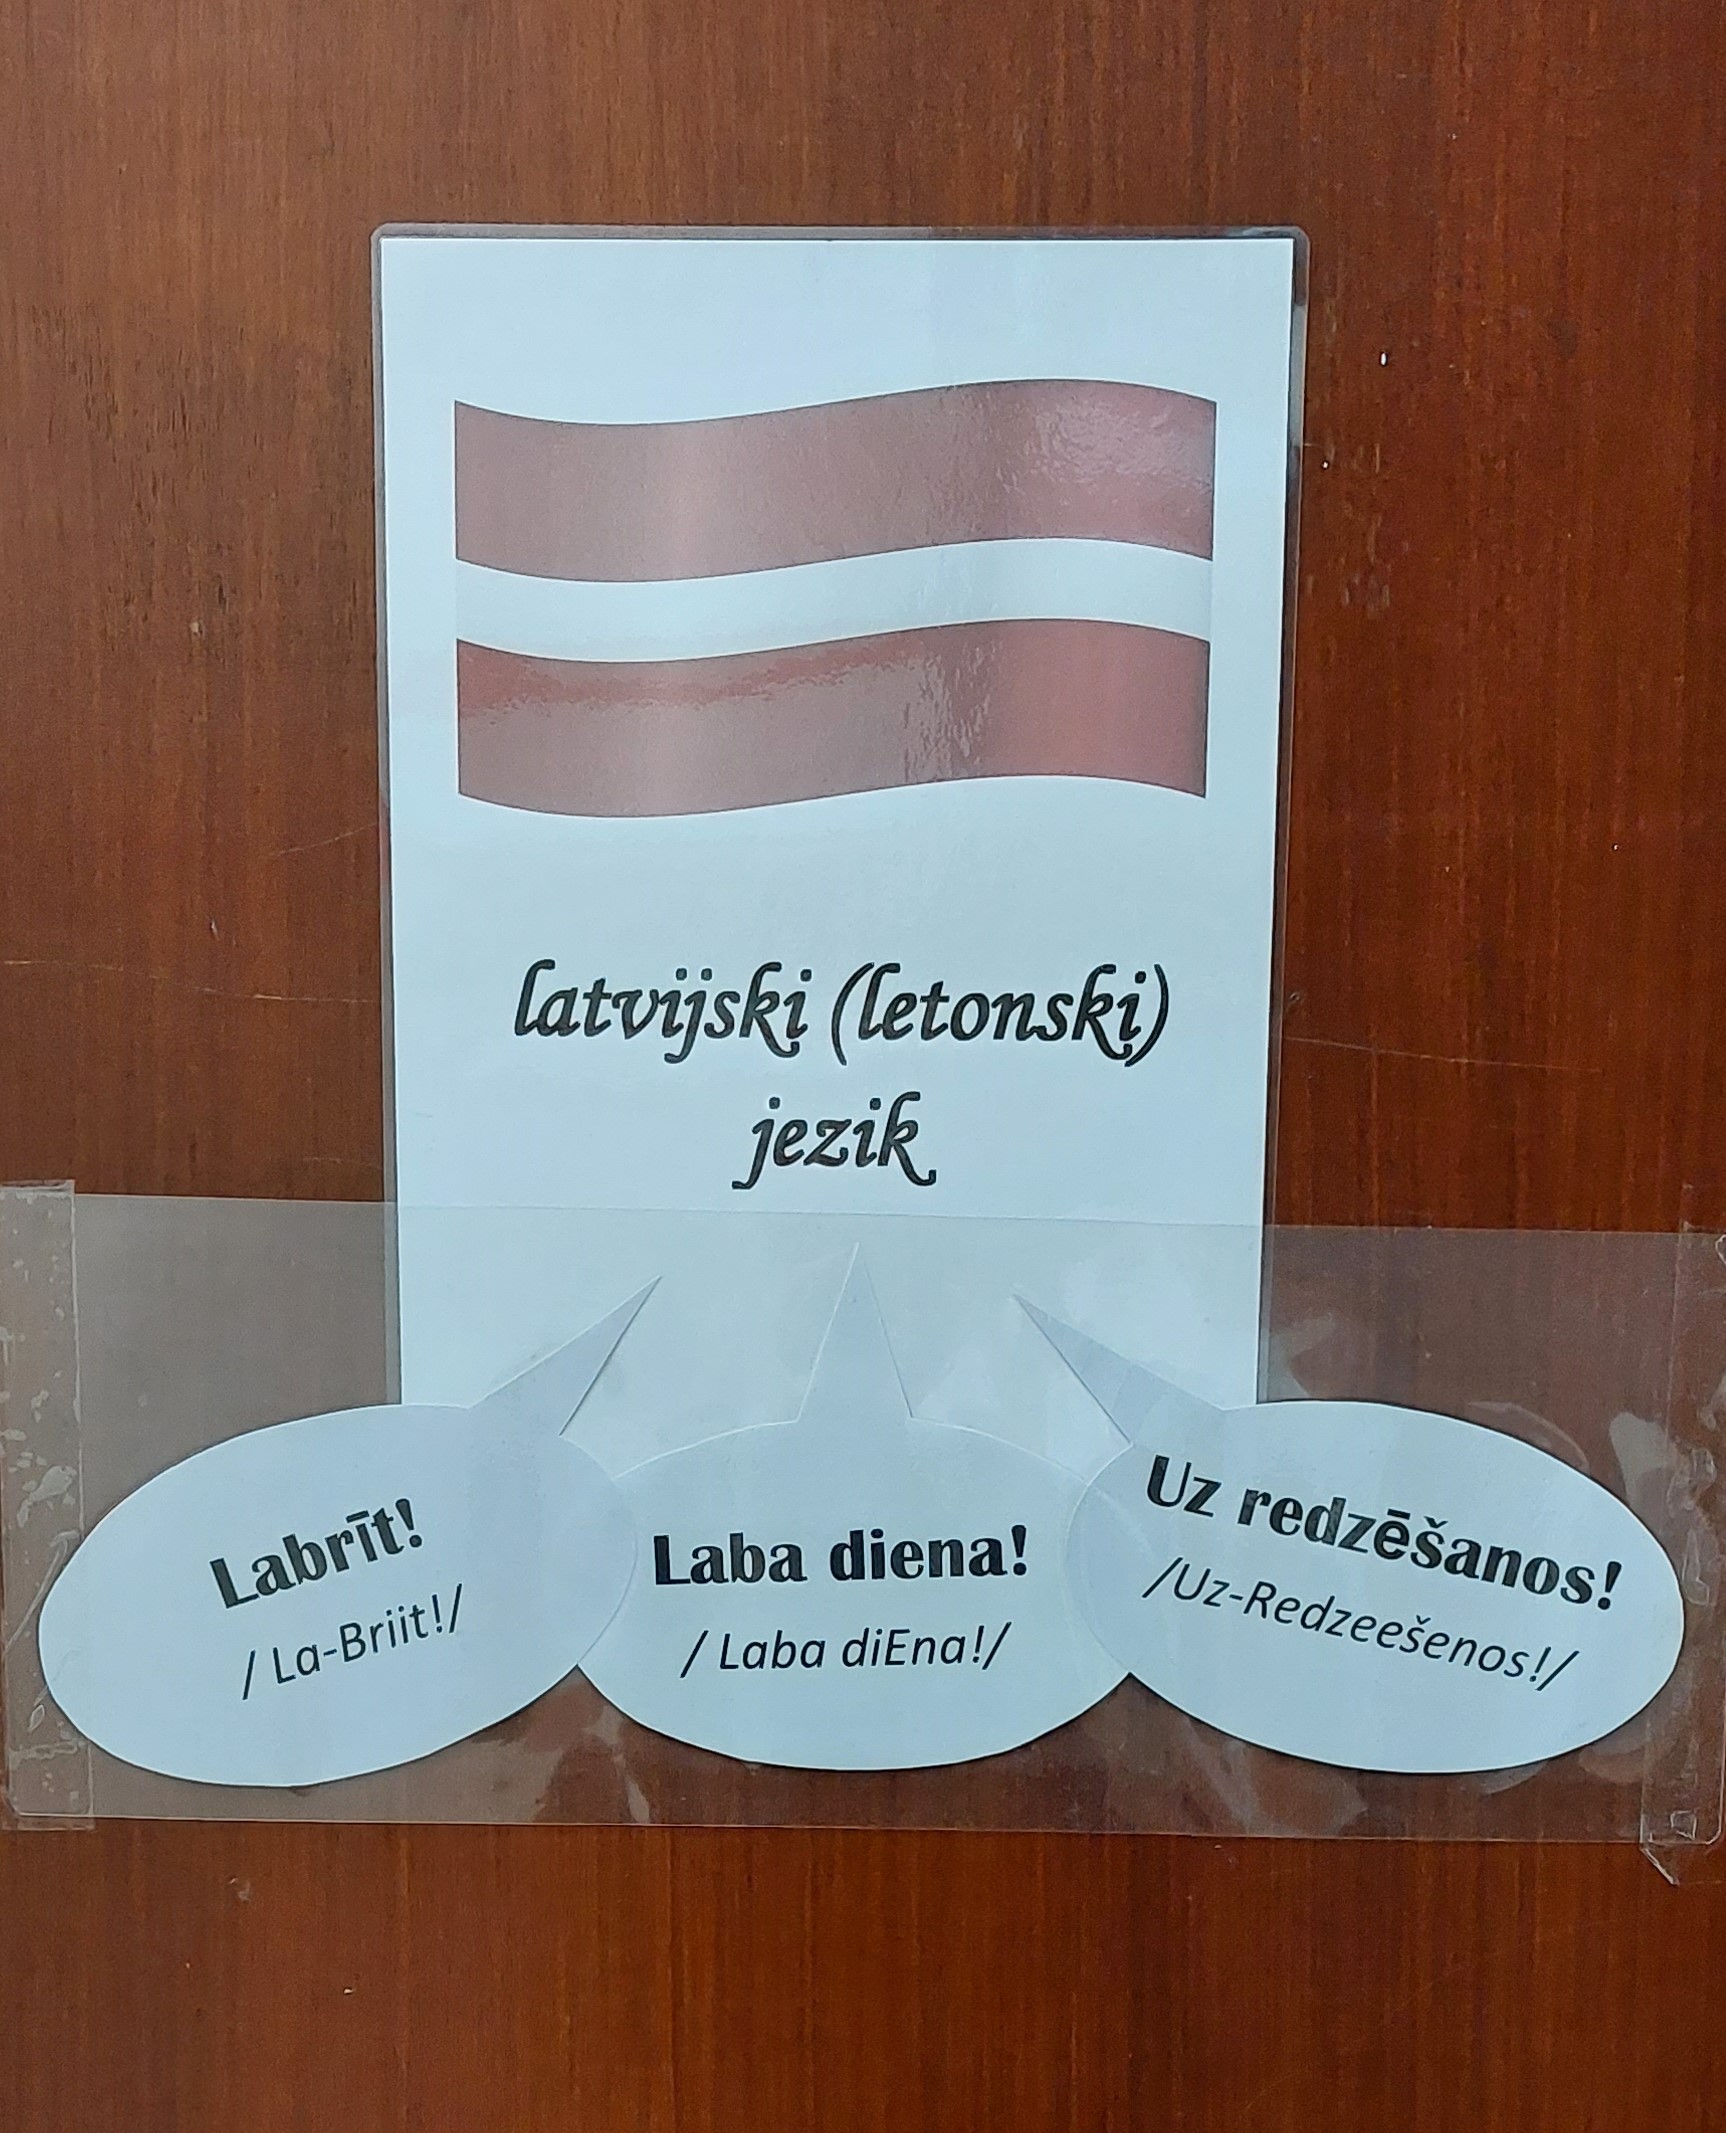 latvijski (letonski)
jezik
Labrīt!
/ La-Briit!/
Laba diena!
/ Laba diEna!/
Uz redzēšanos!
/Uz-Redzeešenos!/